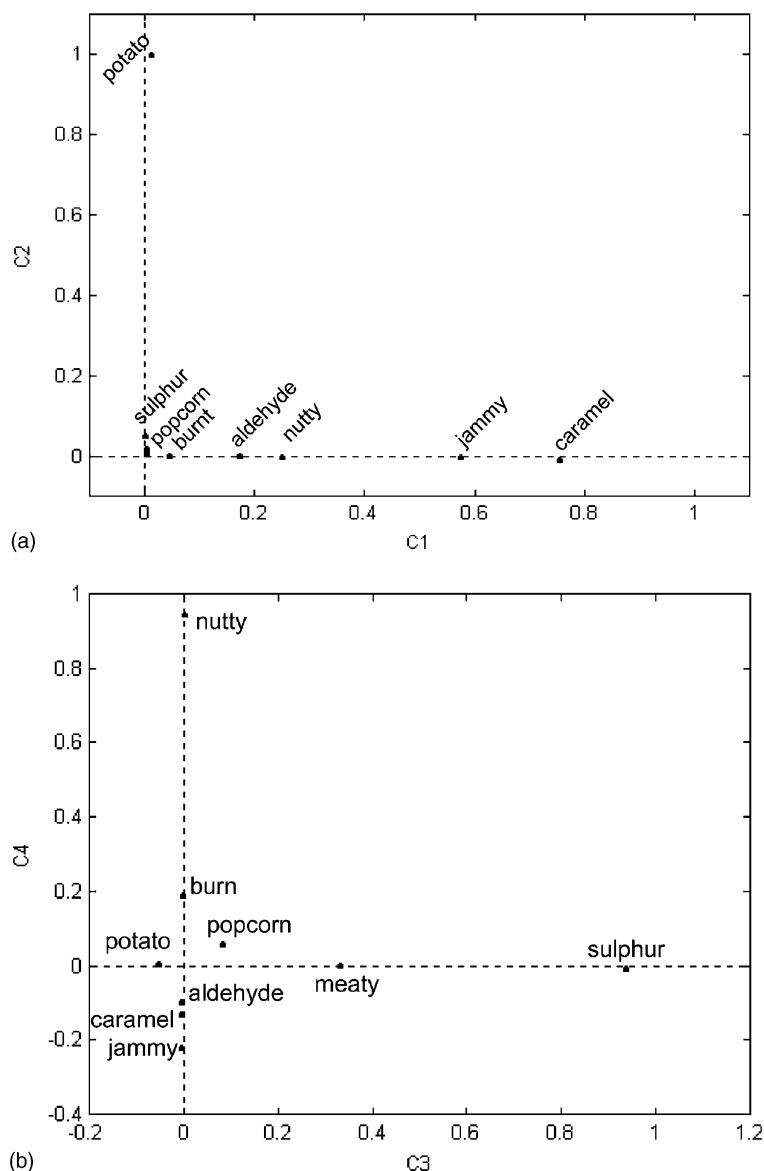 potato
1
0.8
0.6
C2
0.4
0.2
0
sulphur
popcorn
burnt
aldehyde
nutty
jammy
caramel
0 0.2 0.4 0.6 0.8 1
(a)
C1
1
nutty
0.8
0.6
0.4
C4
0.2
burn
popcorn
potato
sulphur
0
meaty
aldehyde
caramel
-0.2
jammy
-0.4
-0.2 0 0.2 0.4 0.6 0.8 1 1.2
(b)
C3